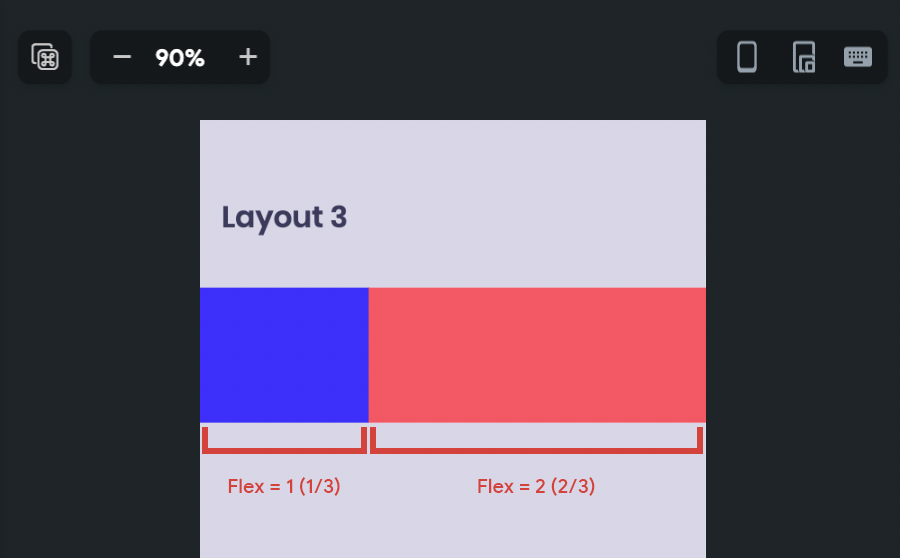 90%
Layout 3
Flex = 1 (1/3)
Flex = 2 (2/3)